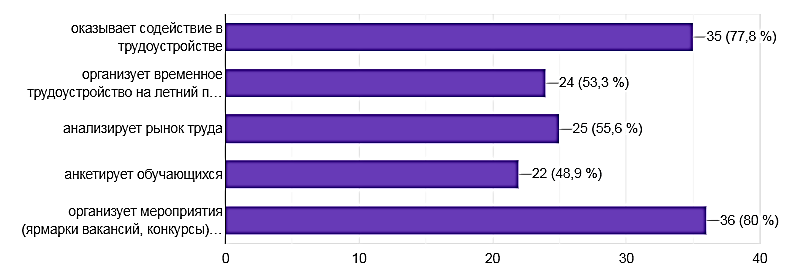 оказывает содействие в
трудоустройстве
35 (77,8 %)
организует временное
трудоустройство на летний п…
24 (53,3 %)
анализирует рынок труда
25 (55,6 %)
анкетирует обучающихся
22 (48,9 %)
организует мероприятия
(ярмарки вакансий, конкурсы)…
36 (80 %)
0 10 20 30 40